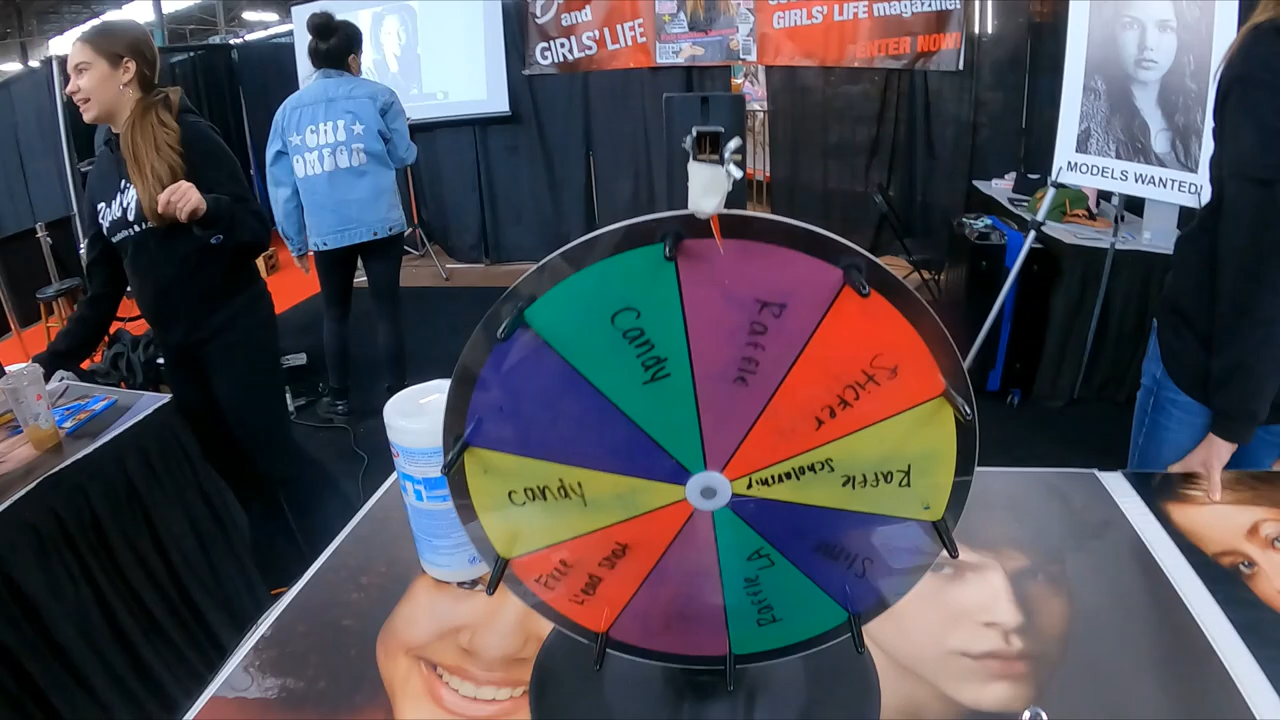 and
GIRLS' LIFE
GIRLS' LIFE magazine!
ENTER NOW!
CHI
OMEGA
MODELS WANTED!
Candy
Raffle
Sticker
Raffle
Scholarship
Raffle LA
Free
Head shot
Candy